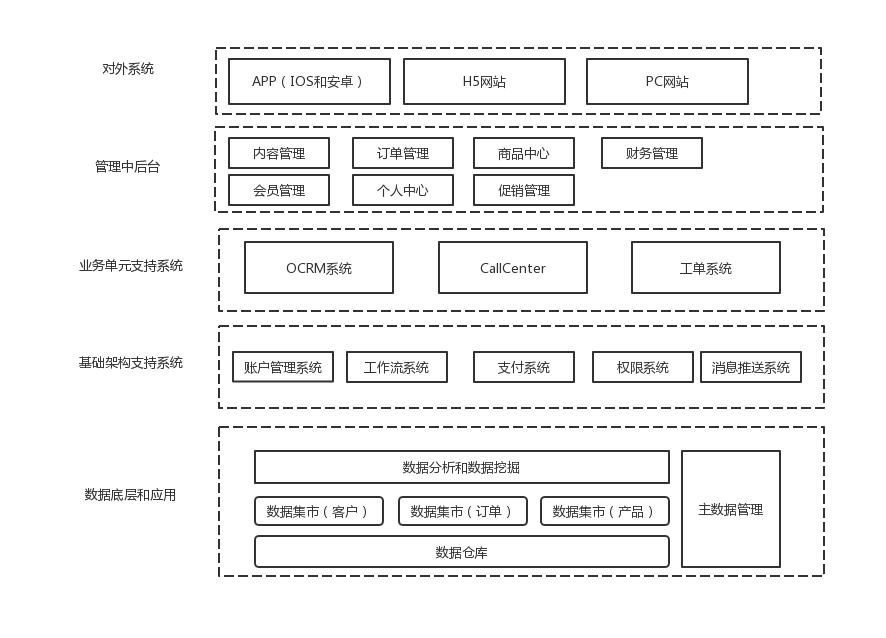 对外系统
APP（IOS和安卓）
H5网站
PC网站
管理中后台
内容管理
订单管理
商品中心
财务管理
会员管理
个人中心
促销管理
业务单元支持系统
OCRM系统
CallCenter
工单系统
基础架构支持系统
账户管理系统
工作流系统
支付系统
权限系统
消息推送系统
数据底层和应用
数据分析和数据挖掘
数据集市（客户）
数据集市（订单）
数据集市（产品）
数据仓库
主数据管理